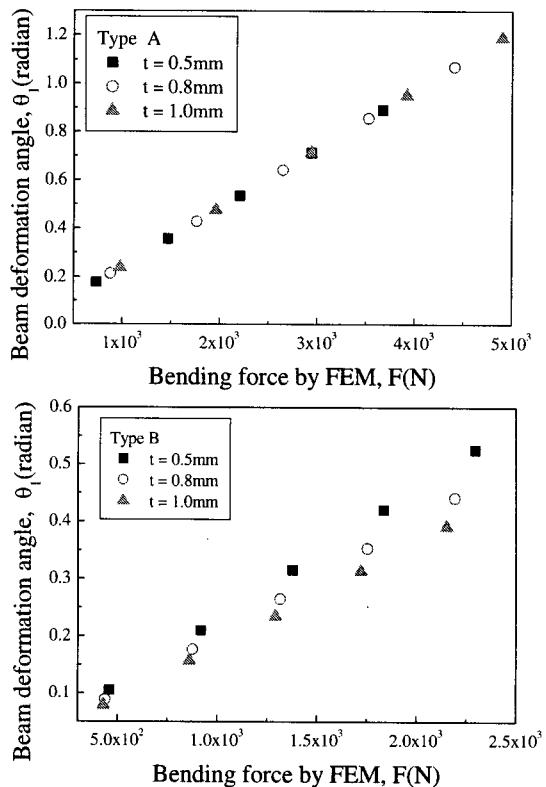 Type A
t = 0.5mm
t = 0.8mm
t = 1.0mm
Beam deformation angle, θ₁(radian)
1.2
1.0
0.8
0.6
0.4
0.2
0.0
1x10³ 2x10³ 3x10³ 4x10³ 5x10³
Bending force by FEM, F(N)
Type B
t = 0.5mm
t = 0.8mm
t = 1.0mm
Beam deformation angle, θ₁(radian)
0.6
0.5
0.4
0.3
0.2
0.1
5.0x10² 1.0x10³ 1.5x10³ 2.0x10³ 2.5x10³
Bending force by FEM, F(N)